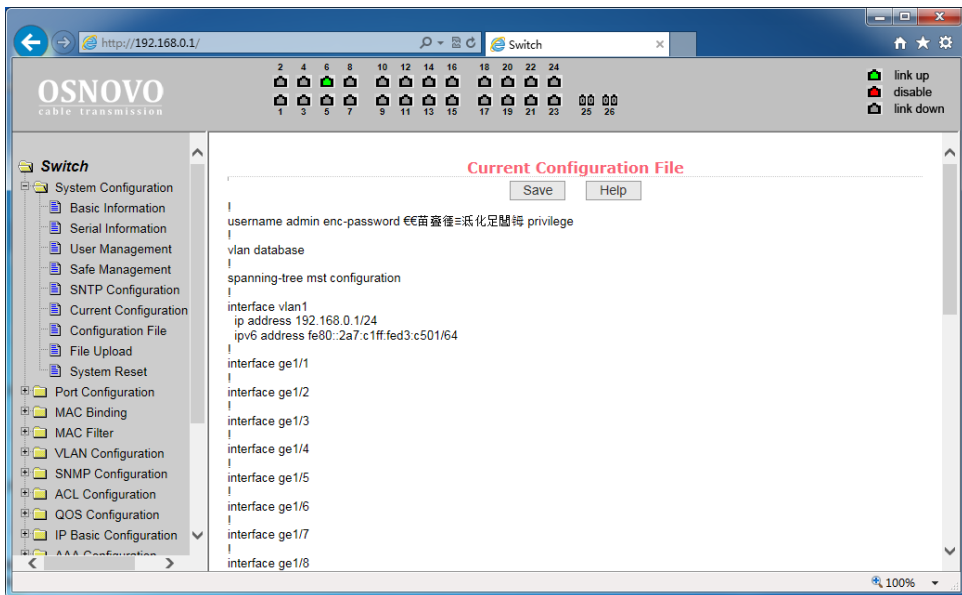 http://192.168.0.1/
Switch
OSNOVO
cable transmission
2 4 6 8 10 12 14 16 18 20 22 24
1 3 5 7 9 11 13 15 17 19 21 23 25 26
link up
disable
link down
Switch
System Configuration
Basic Information
Serial Information
User Management
Safe Management
SNTP Configuration
Current Configuration
Configuration File
File Upload
System Reset
Port Configuration
MAC Binding
MAC Filter
VLAN Configuration
SNMP Configuration
ACL Configuration
QOS Configuration
IP Basic Configuration
AAA Configuration
Current Configuration File
Save Help
!
username admin enc-password privilege
!
vlan database
!
spanning-tree mst configuration
!
interface vlan1
ip address 192.168.0.1/24
ipv6 address fe80::2a7:c1ff:fed3:c501/64
!
interface ge1/1
!
interface ge1/2
!
interface ge1/3
!
interface ge1/4
!
interface ge1/5
!
interface ge1/6
!
interface ge1/7
!
interface ge1/8
100%